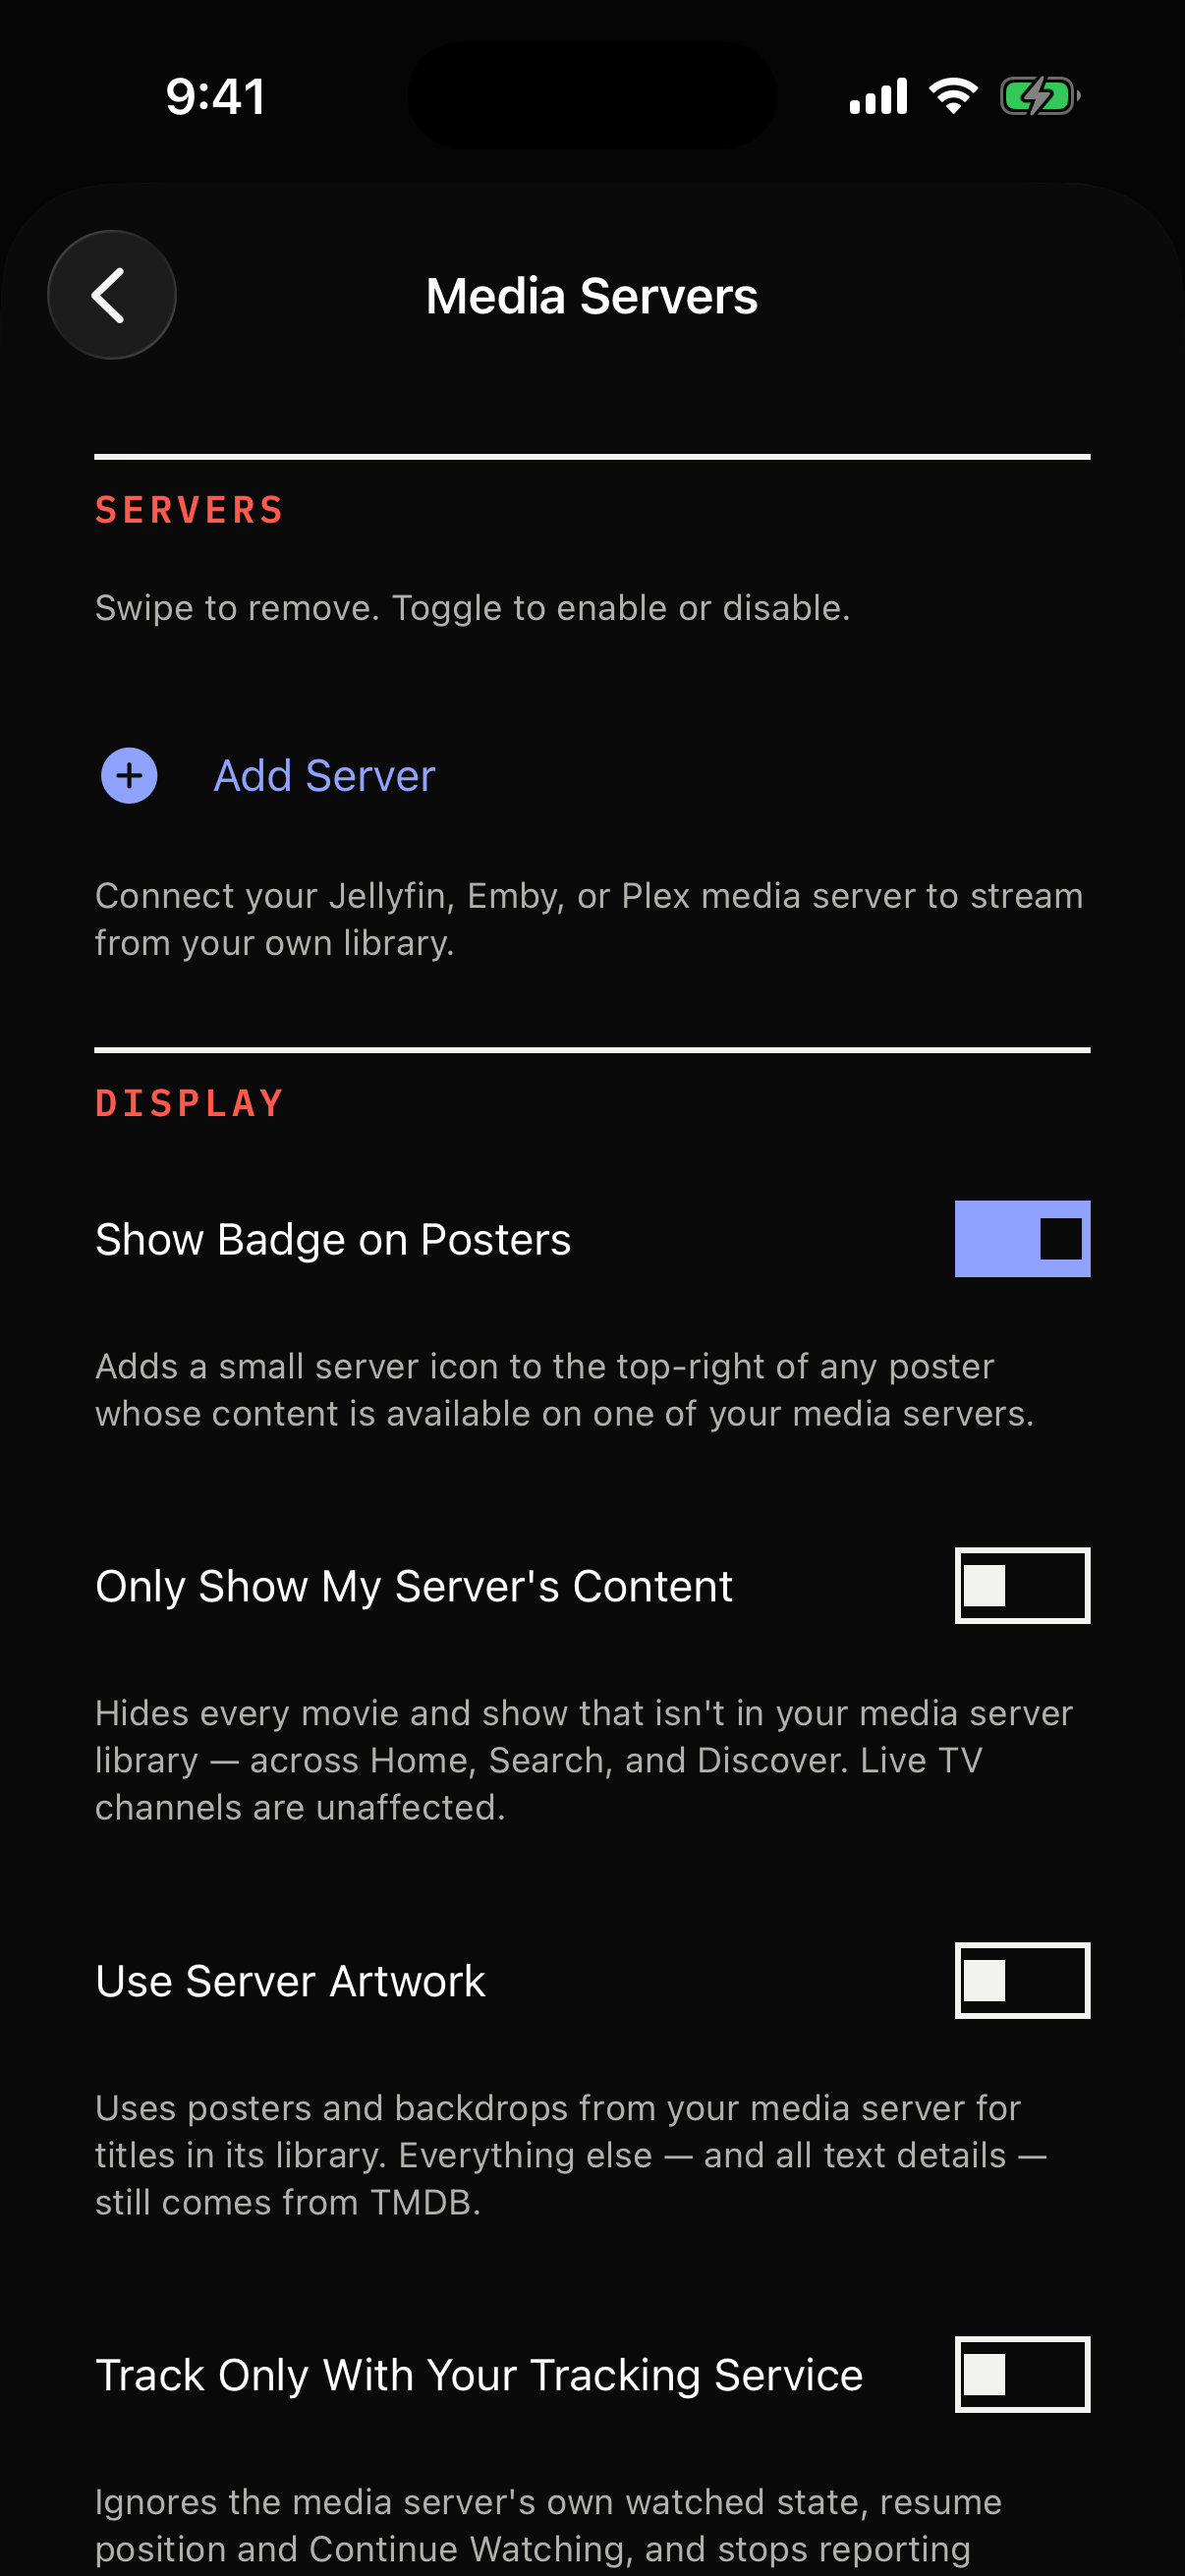 9:41
Media Servers
SERVERS
Swipe to remove. Toggle to enable or disable.
Add Server
Connect your Jellyfin, Emby, or Plex media server to stream
from your own library.
DISPLAY
Show Badge on Posters
Adds a small server icon to the top-right of any poster
whose content is available on one of your media servers.
Only Show My Server's Content
Hides every movie and show that isn't in your media server
library — across Home, Search, and Discover. Live TV
channels are unaffected.
Use Server Artwork
Uses posters and backdrops from your media server for
titles in its library. Everything else — and all text details —
still comes from TMDB.
Track Only With Your Tracking Service
Ignores the media server's own watched state, resume
position and Continue Watching, and stops reporting